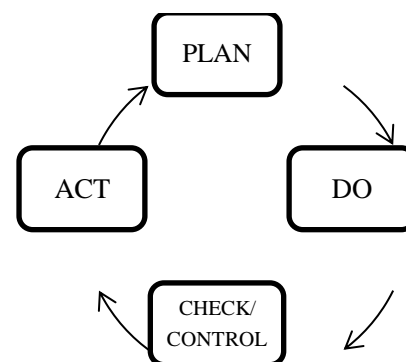 PLAN
ACT
DO
CHECK/
CONTROL